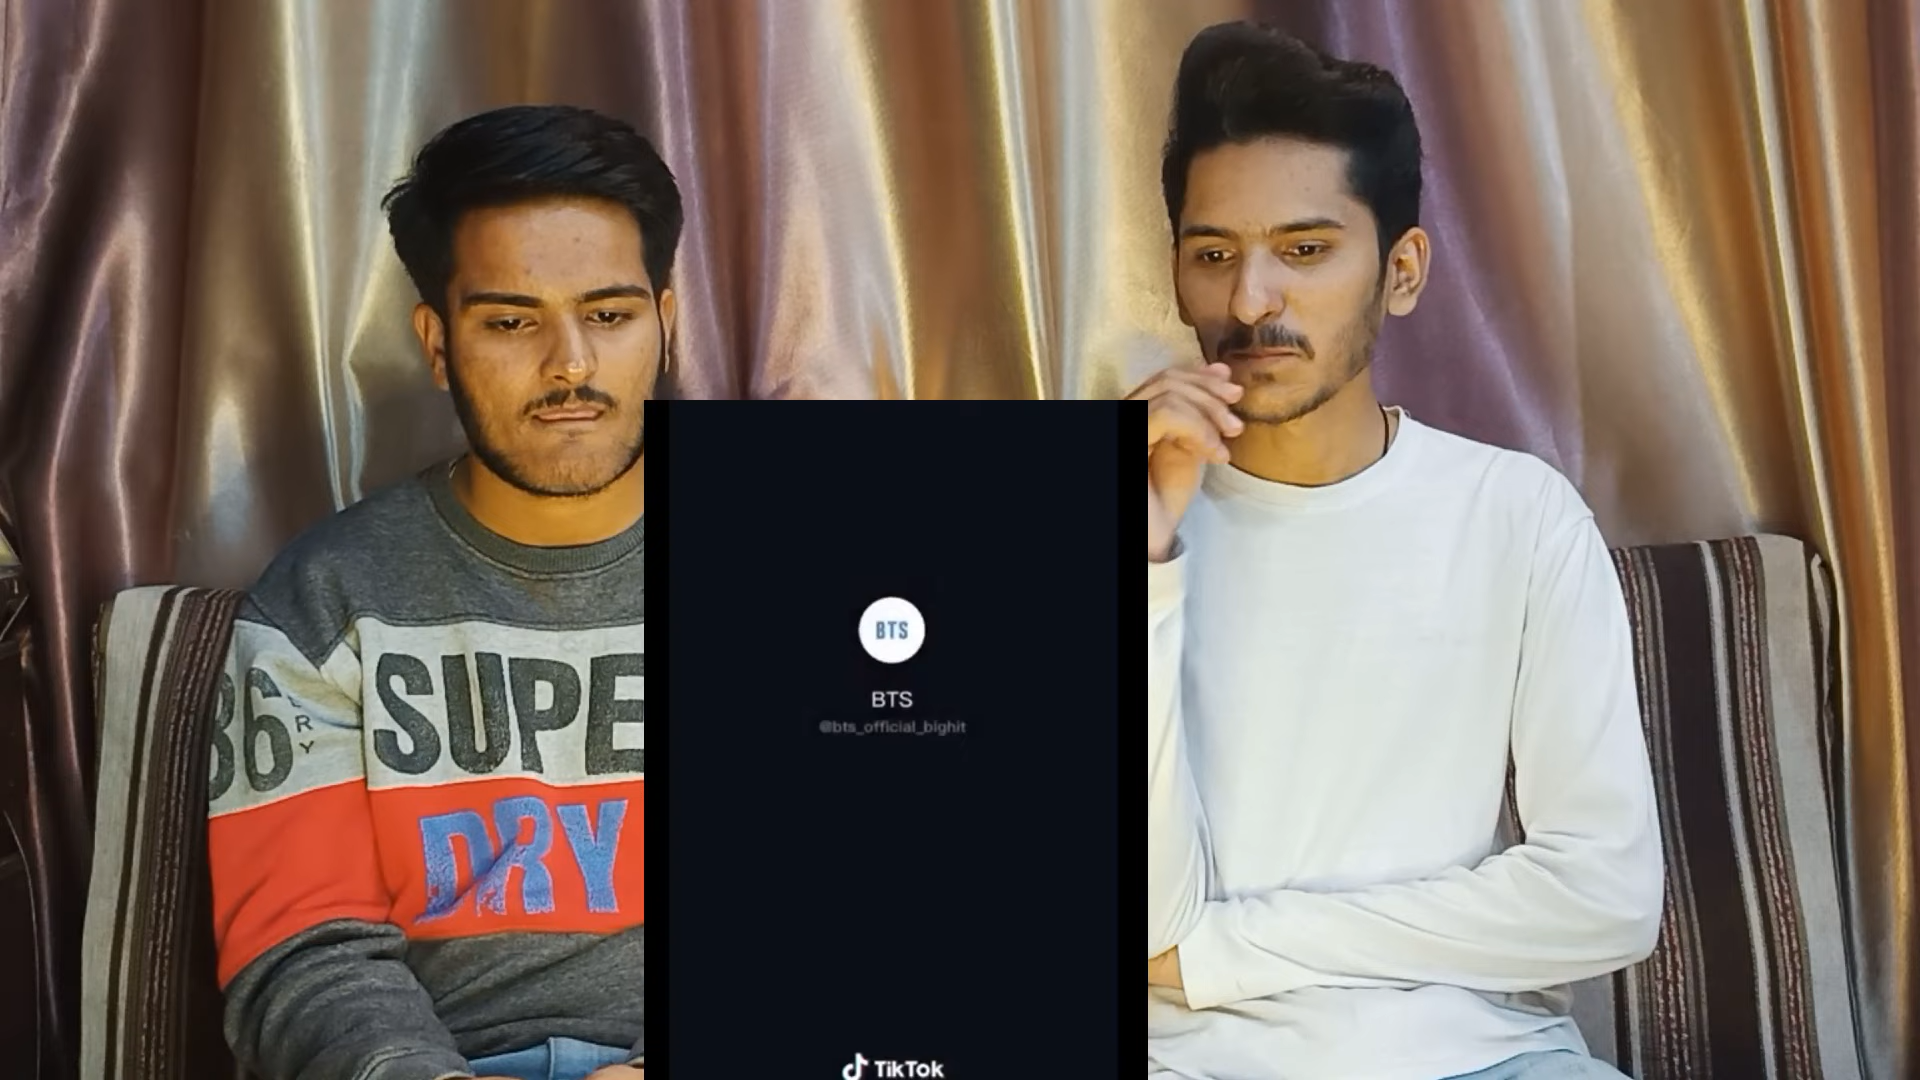 86
E
R
Y
SUPE
DRY
BTS
BTS
@bts_official_bighit
TikTok